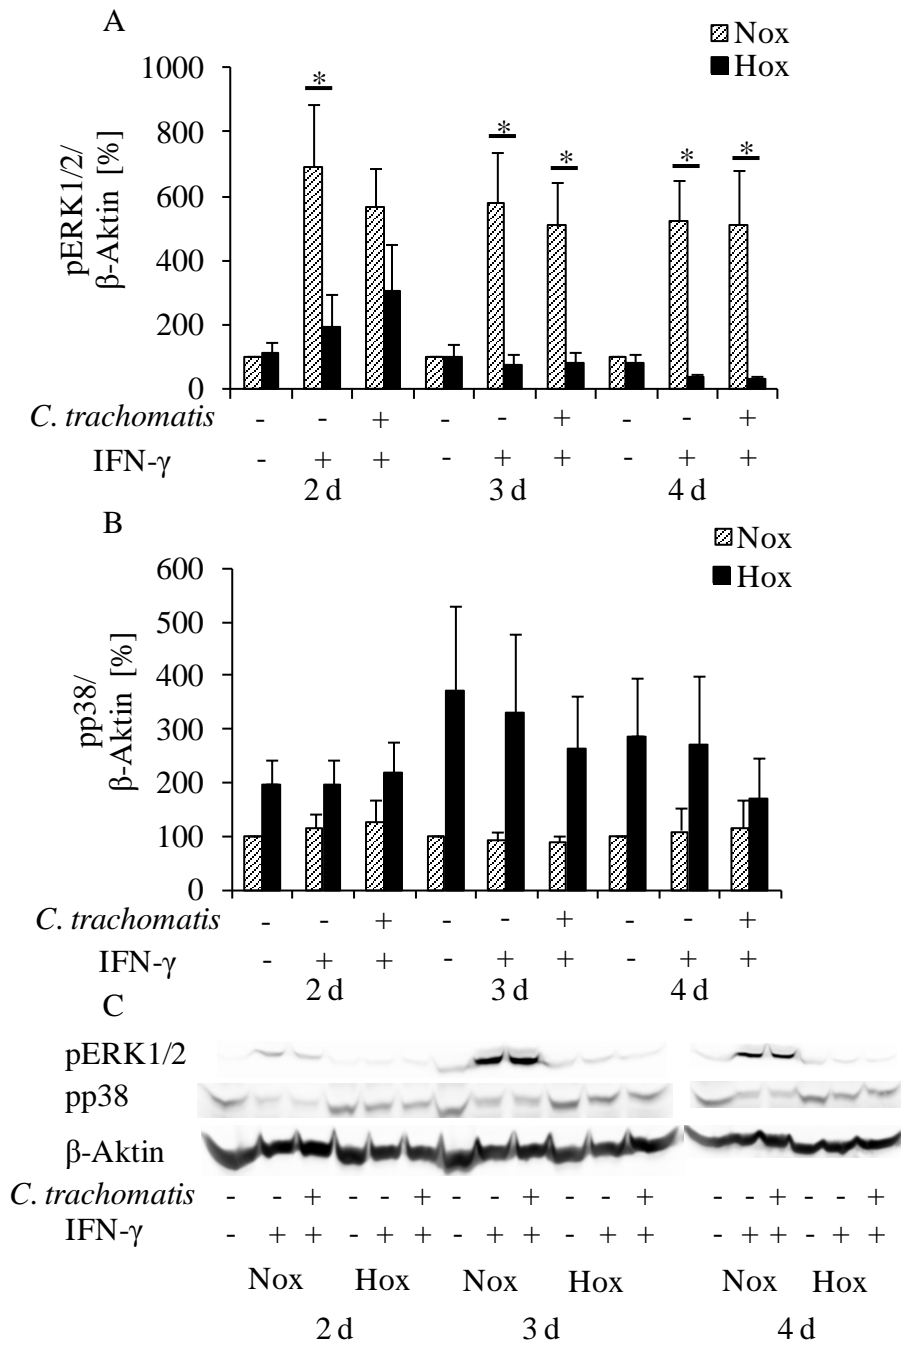 A
Nox
Hox
pERK1/2/
β-Aktin [%]
1000
800
600
400
200
0
* * * * *
C. trachomatis - - + - - + - - +
IFN-γ - + + - + + - + +
2 d 3 d 4 d
B
Nox
Hox
pp38/
β-Aktin [%]
600
500
400
300
200
100
0
C. trachomatis - - + - - + - - +
IFN-γ - + + - + + - + +
2 d 3 d 4 d
C
pERK1/2
pp38
β-Aktin
C. trachomatis - - + - - + - - + - - + - - + - - +
IFN-γ - + + - + + - + + - + + - + + - + +
Nox Hox Nox Hox Nox Hox
2 d 3 d 4 d